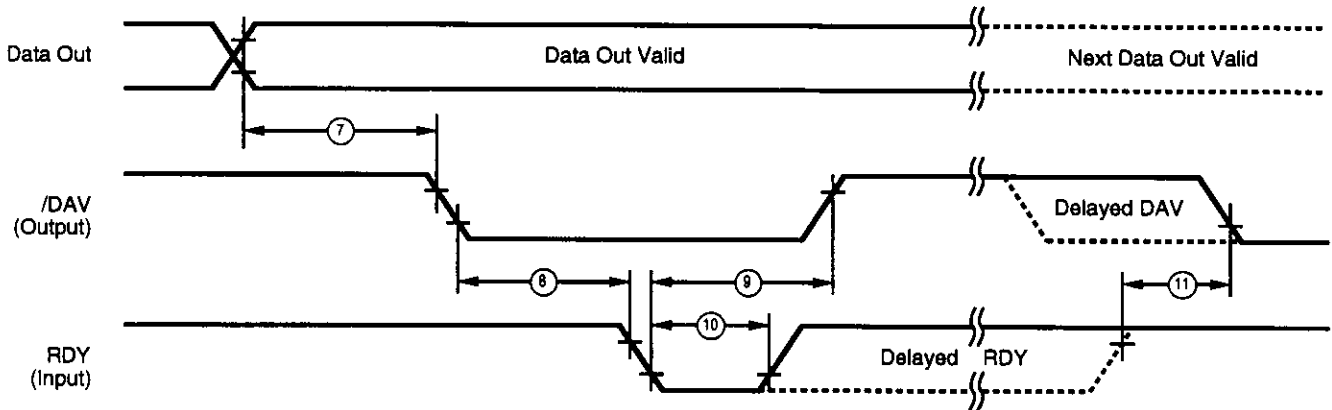 Data Out
Data Out Valid
Next Data Out Valid
7
/DAV
(Output)
Delayed DAV
8
9
11
10
RDY
(Input)
Delayed RDY